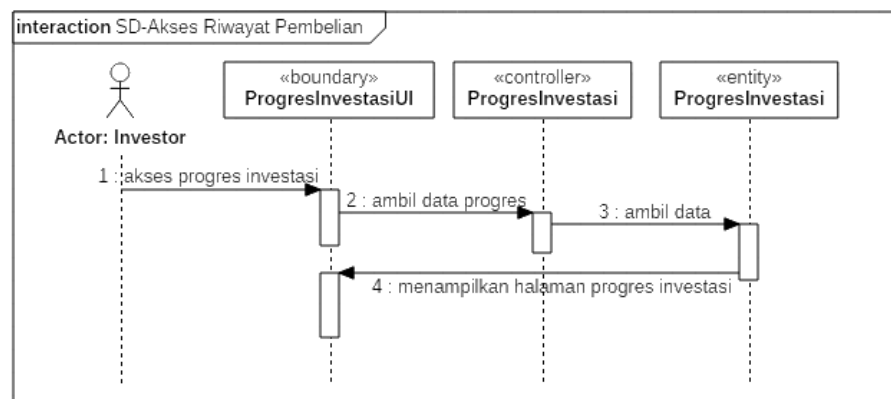 interaction SD-Akses Riwayat Pembelian
«boundary»
ProgresInvestasiUI
«controller»
ProgresInvestasi
«entity»
ProgresInvestasi
Actor: Investor
1 : akses progres investasi
2 : ambil data progres
3 : ambil data
4 : menampilkan halaman progres investasi